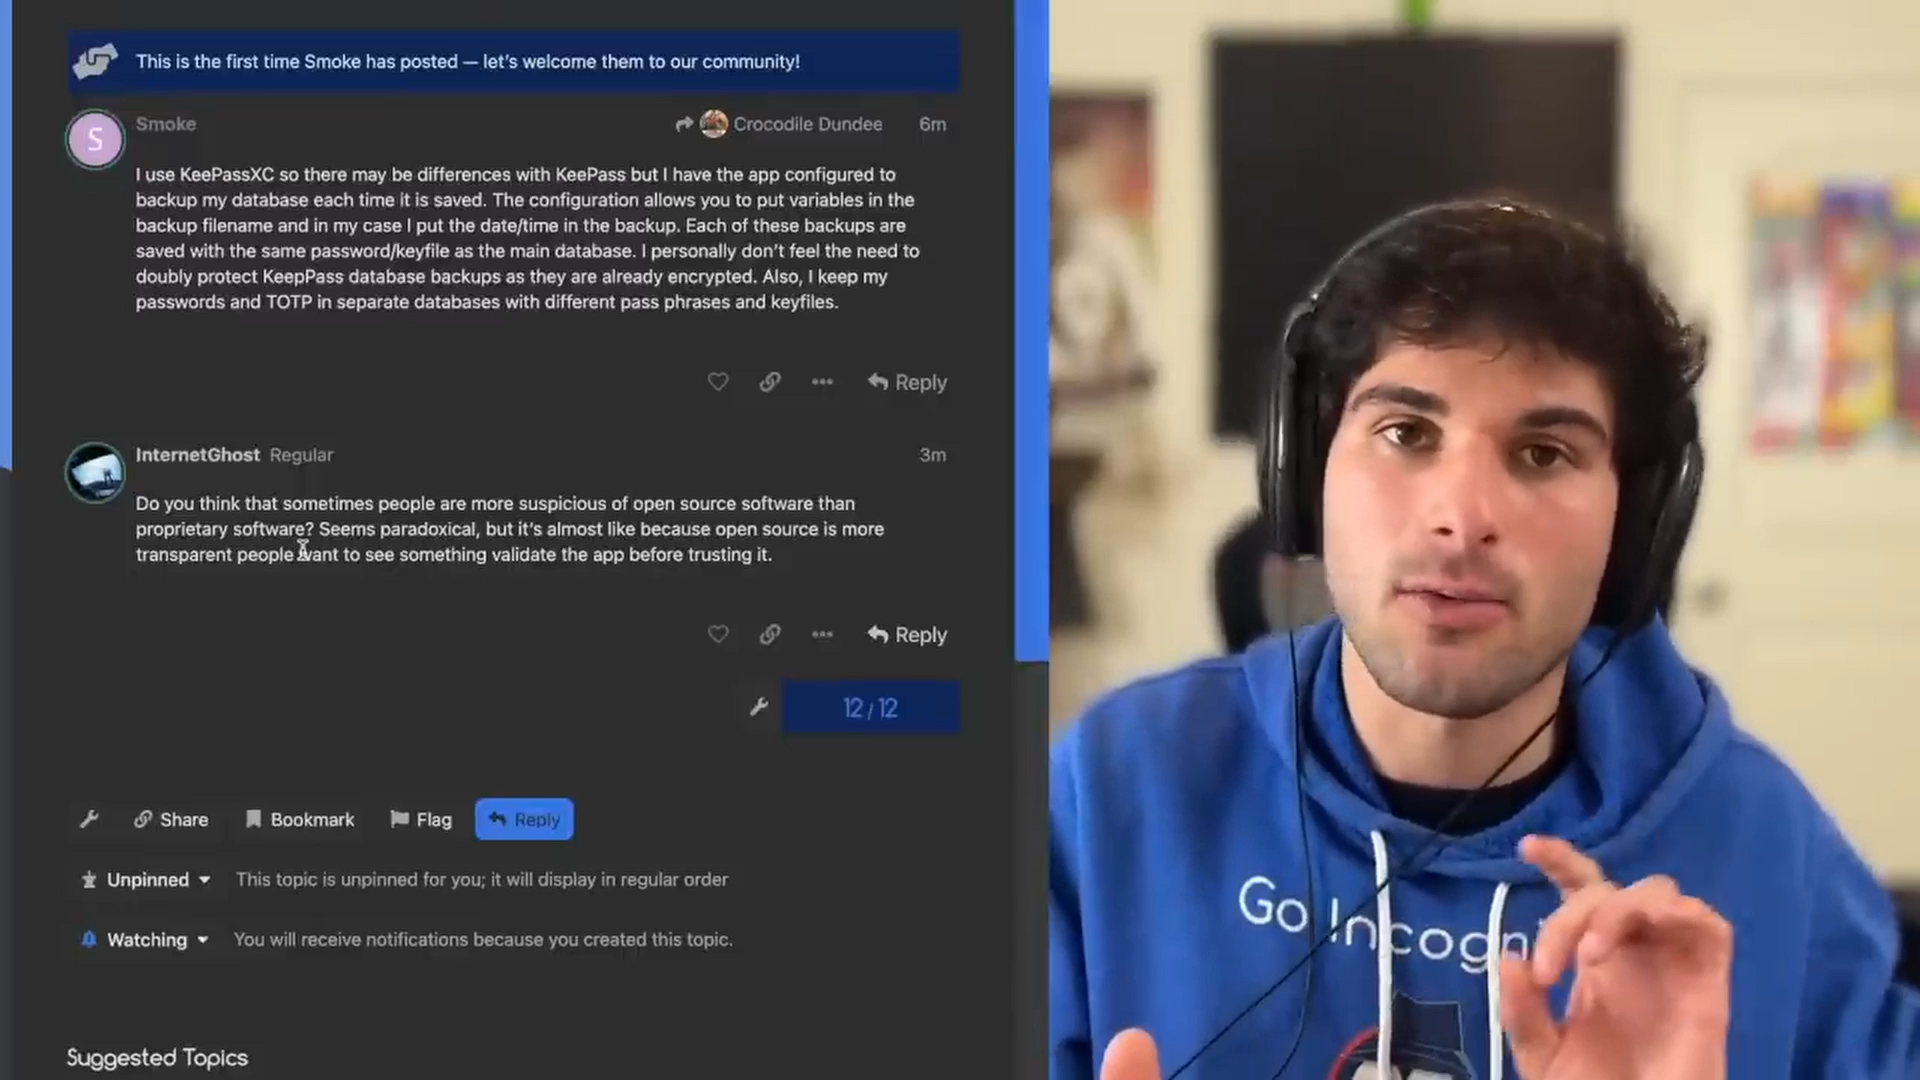 This is the first time Smoke has posted — let's welcome them to our community!
S
Smoke
Crocodile Dundee
6m
I use KeePassXC so there may be differences with KeePass but I have the app configured to
backup my database each time it is saved. The configuration allows you to put variables in the
backup filename and in my case I put the date/time in the backup. Each of these backups are
saved with the same password/keyfile as the main database. I personally don't feel the need to
doubly protect KeepPass database backups as they are already encrypted. Also, I keep my
passwords and TOTP in separate databases with different pass phrases and keyfiles.
Reply
InternetGhost Regular
3m
Do you think that sometimes people are more suspicious of open source software than
proprietary software? Seems paradoxical, but it's almost like because open source is more
transparent people want to see something validate the app before trusting it.
Reply
12 / 12
Share
Bookmark
Flag
Reply
Unpinned
This topic is unpinned for you; it will display in regular order
Watching
You will receive notifications because you created this topic.
Suggested Topics
Go Incogni